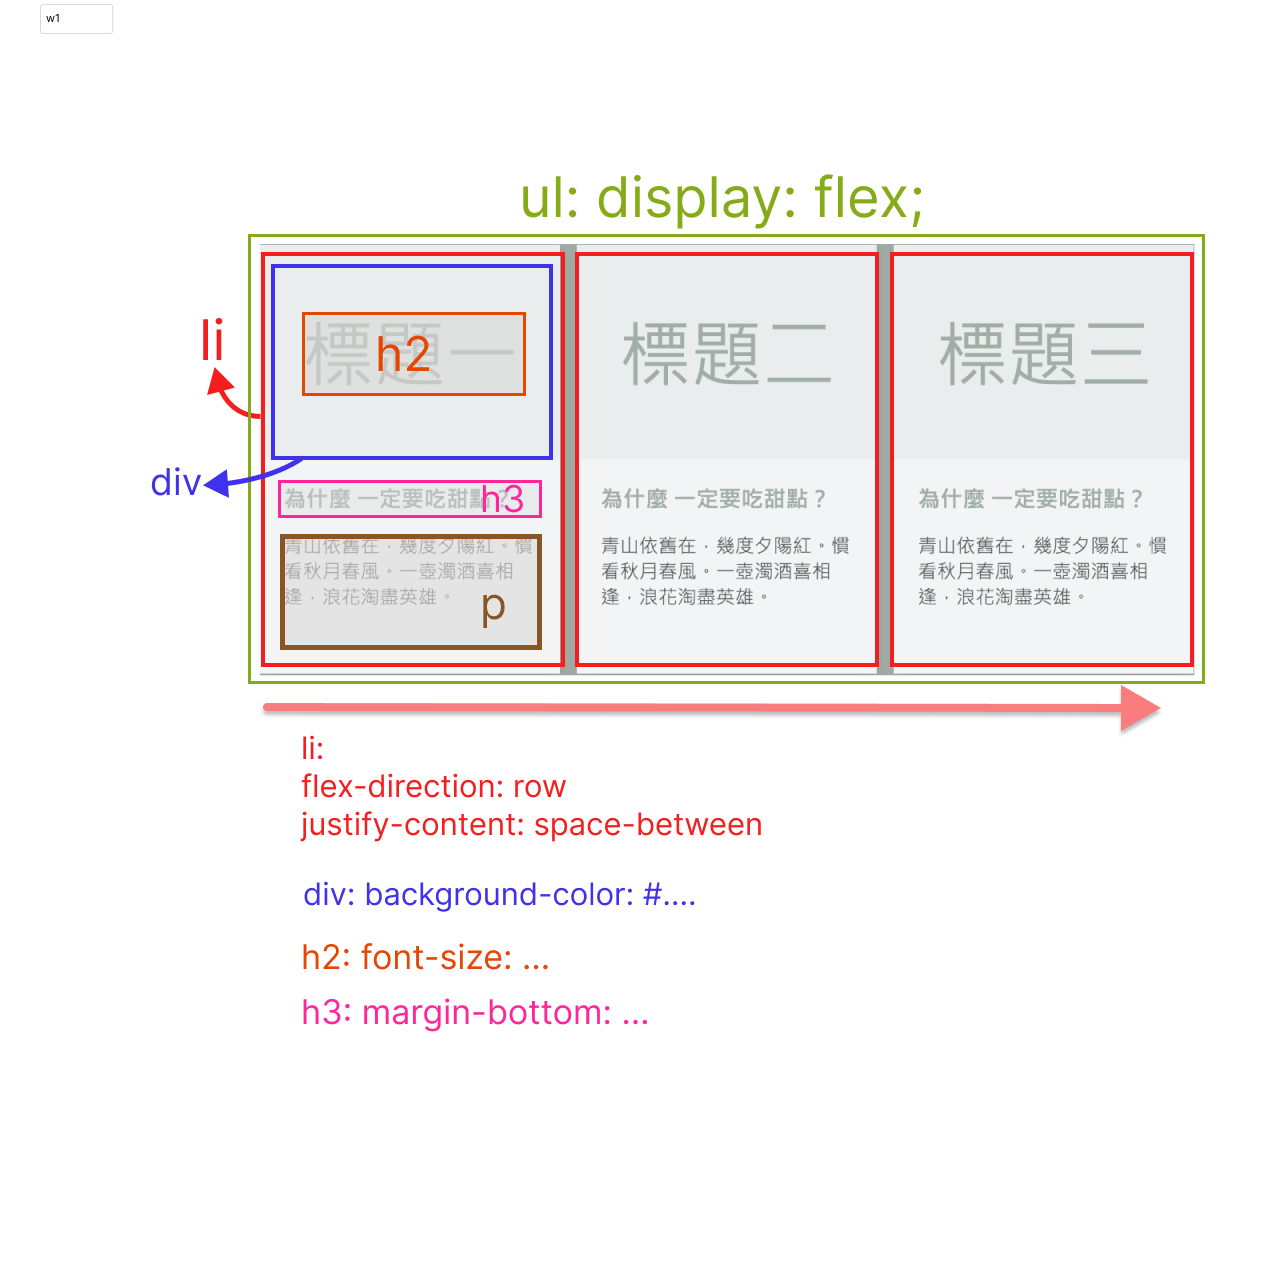 w1
ul: display: flex;
li
div
標題一
h2
為什麼 一定要吃甜點？
h3
青山依舊在，幾度夕陽紅。慣
看秋月春風。一壺濁酒喜相
逢，浪花淘盡英雄。
p
標題二
為什麼 一定要吃甜點？
青山依舊在，幾度夕陽紅。慣
看秋月春風。一壺濁酒喜相
逢，浪花淘盡英雄。
標題三
為什麼 一定要吃甜點？
青山依舊在，幾度夕陽紅。慣
看秋月春風。一壺濁酒喜相
逢，浪花淘盡英雄。
li:
flex-direction: row
justify-content: space-between
div: background-color: #....
h2: font-size: ...
h3: margin-bottom: ...